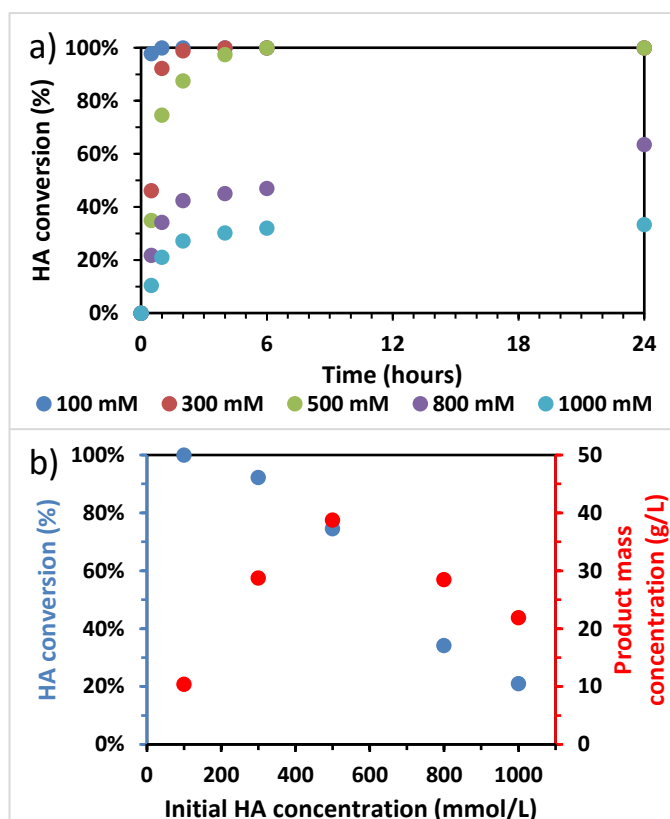 a)
100%
80%
60%
40%
20%
0%
HA conversion (%)
0 6 12 18 24
Time (hours)
100 mM 300 mM 500 mM 800 mM 1000 mM
b)
100%
80%
60%
40%
20%
0%
HA conversion (%)
50
40
30
20
10
0
Product mass
concentration (g/L)
0 200 400 600 800 1000
Initial HA concentration (mmol/L)